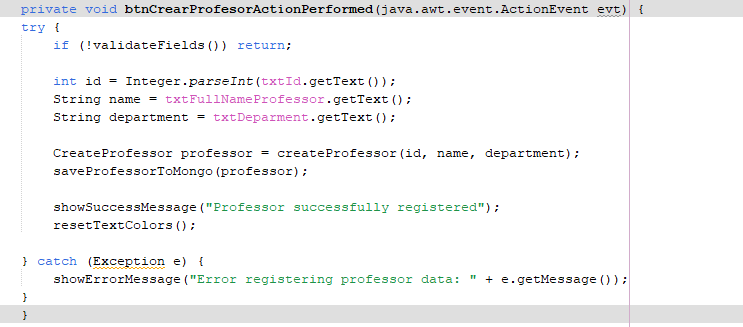 private void btnCrearProfesorActionPerformed(java.awt.event.ActionEvent evt) {
try {
if (!validateFields()) return;
int id = Integer.parseInt(txtId.getText());
String name = txtFullNameProfessor.getText();
String department = txtDeparment.getText();
CreateProfessor professor = createProfessor(id, name, department);
saveProfessorToMongo(professor);
showSuccessMessage("Professor successfully registered");
resetTextColors();
} catch (Exception e) {
showErrorMessage("Error registering professor data: " + e.getMessage());
}
}